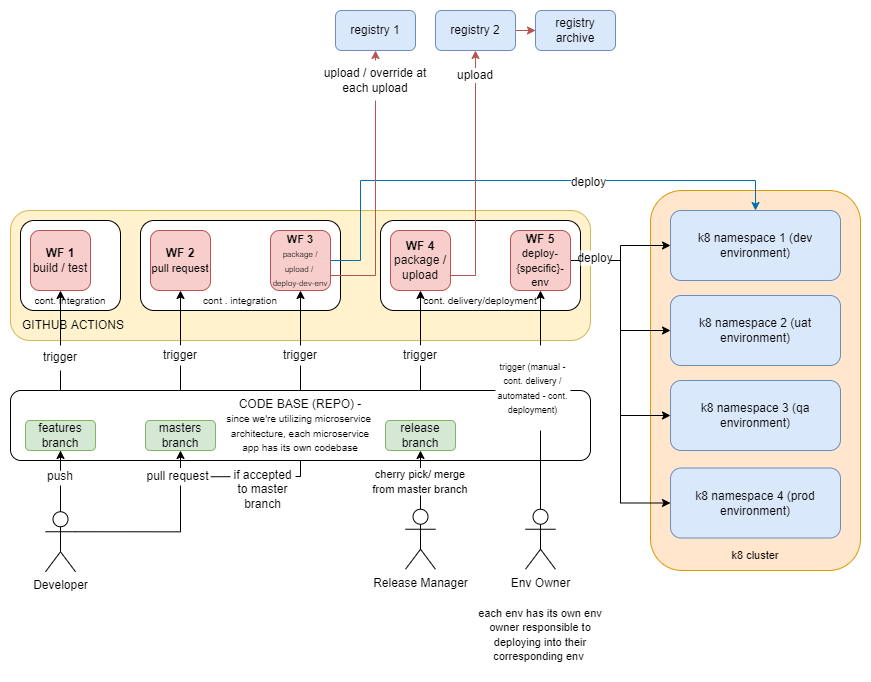 registry 1
registry 2
registry
archive
upload / override at
each upload
upload
deploy
WF 1
build / test
cont. integration
WF 2
pull request
WF 3
package /
upload /
deploy-dev-env
cont . integration
WF 4
package /
upload
WF 5
deploy-
{specific}-
env
cont. delivery/deployment
GITHUB ACTIONS
deploy
k8 namespace 1 (dev
environment)
k8 namespace 2 (uat
environment)
k8 namespace 3 (qa
environment)
k8 namespace 4 (prod
environment)
k8 cluster
trigger
trigger
trigger
trigger
trigger (manual -
cont. delivery /
automated - cont.
deployment)
CODE BASE (REPO) -
since we're utilizing microservice
architecture, each microservice
app has its own codebase
features
branch
masters
branch
release
branch
push
pull request
if accepted
to master
branch
cherry pick/ merge
from master branch
Developer
Release Manager
Env Owner
each env has its own env
owner responsible to
deploying into their
corresponding env